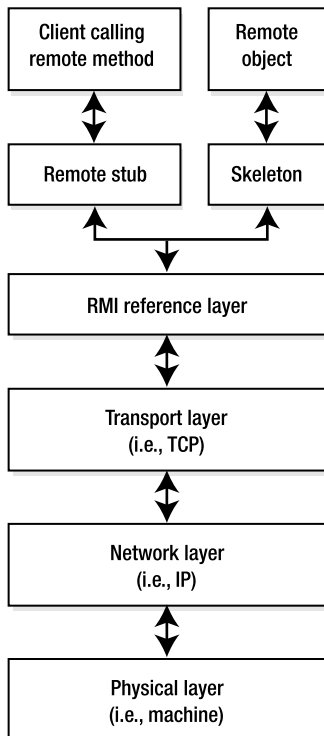 Client calling
remote method
Remote
object
Remote stub
Skeleton
RMI reference layer
Transport layer
(i.e., TCP)
Network layer
(i.e., IP)
Physical layer
(i.e., machine)